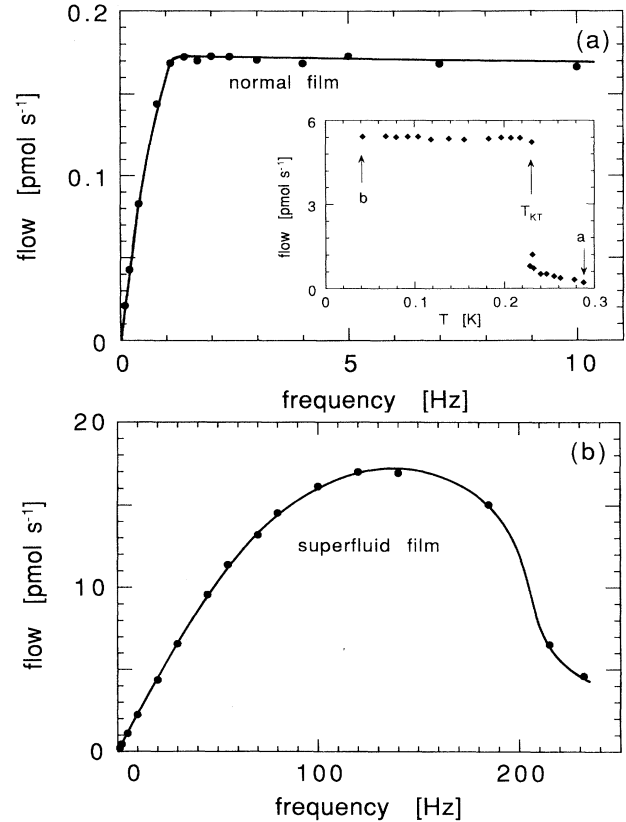 0.2
(a)
normal film
6
flow [pmol s-1]
b
TKT
a
3
0
0
0.1
0.2
0.3
T [K]
0.1
flow [pmol s-1]
0
0
5
10
frequency [Hz]
20
(b)
superfluid film
flow [pmol s-1]
10
0
0
100
200
frequency [Hz]